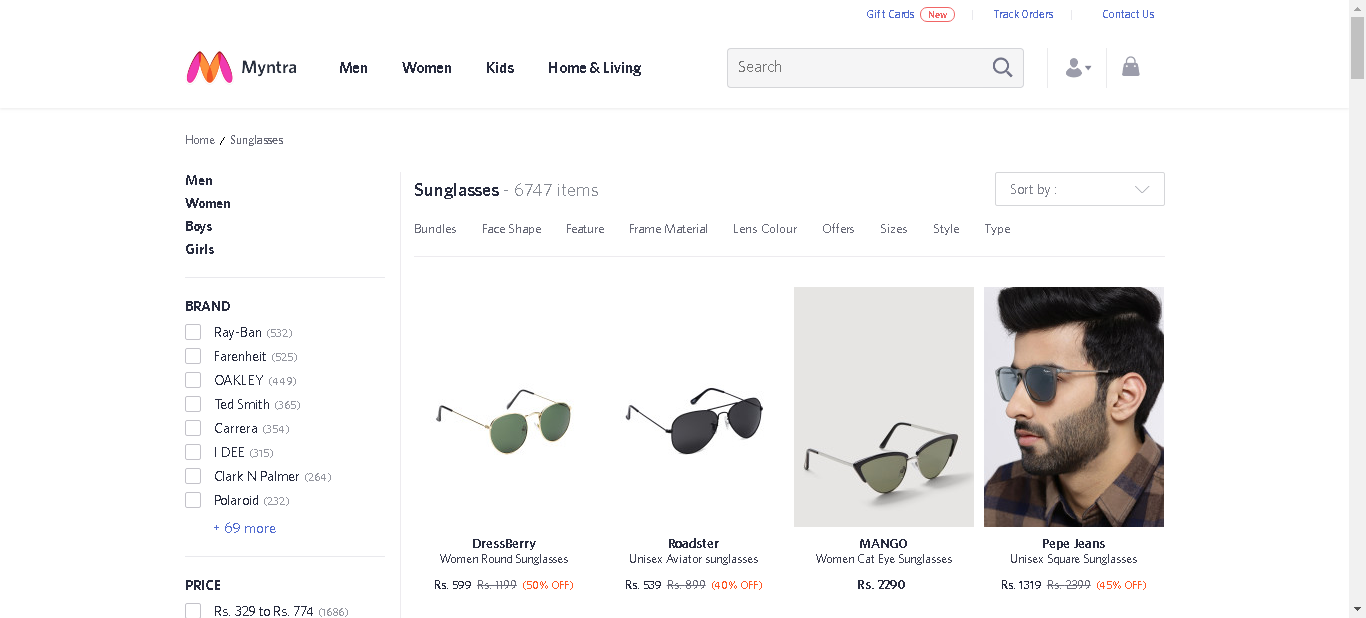 Gift Cards New Track Orders Contact Us
Myntra Men Women Kids Home & Living Search
Home / Sunglasses
Men
Women
Boys
Girls
BRAND
Ray-Ban (532)
Farenheit (525)
OAKLEY (449)
Ted Smith (365)
Carrera (354)
I DEE (315)
Clark N Palmer (264)
Polaroid (232)
+ 69 more
PRICE
Rs. 329 to Rs. 774 (1686)
Sunglasses - 6747 items
Sort by :
Bundles Face Shape Feature Frame Material Lens Colour Offers Sizes Style Type
DressBerry
Women Round Sunglasses
Rs. 599 Rs. 1199 (50% OFF)
Roadster
Unisex Aviator sunglasses
Rs. 539 Rs. 899 (40% OFF)
MANGO
Women Cat Eye Sunglasses
Rs. 2290
Pepe Jeans
Unisex Square Sunglasses
Rs. 1319 Rs. 2399 (45% OFF)